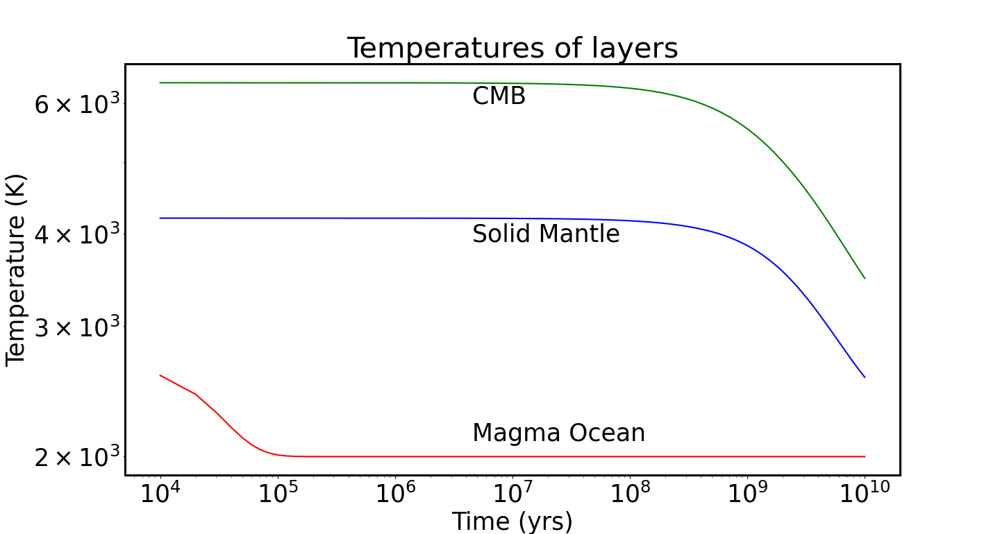 Temperatures of layers
6 × 10³
CMB
4 × 10³
Solid Mantle
Temperature (K)
3 × 10³
Magma Ocean
2 × 10³
10⁴ 10⁵ 10⁶ 10⁷ 10⁸ 10⁹ 10¹⁰
Time (yrs)